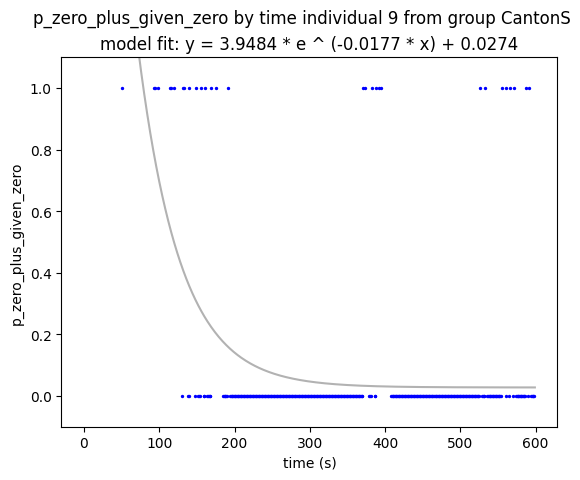 p_zero_plus_given_zero by time individual 9 from group CantonS
model fit: y = 3.9484 * e ^ (-0.0177 * x) + 0.0274
p_zero_plus_given_zero
1.0
0.8
0.6
0.4
0.2
0.0
0 100 200 300 400 500 600
time (s)